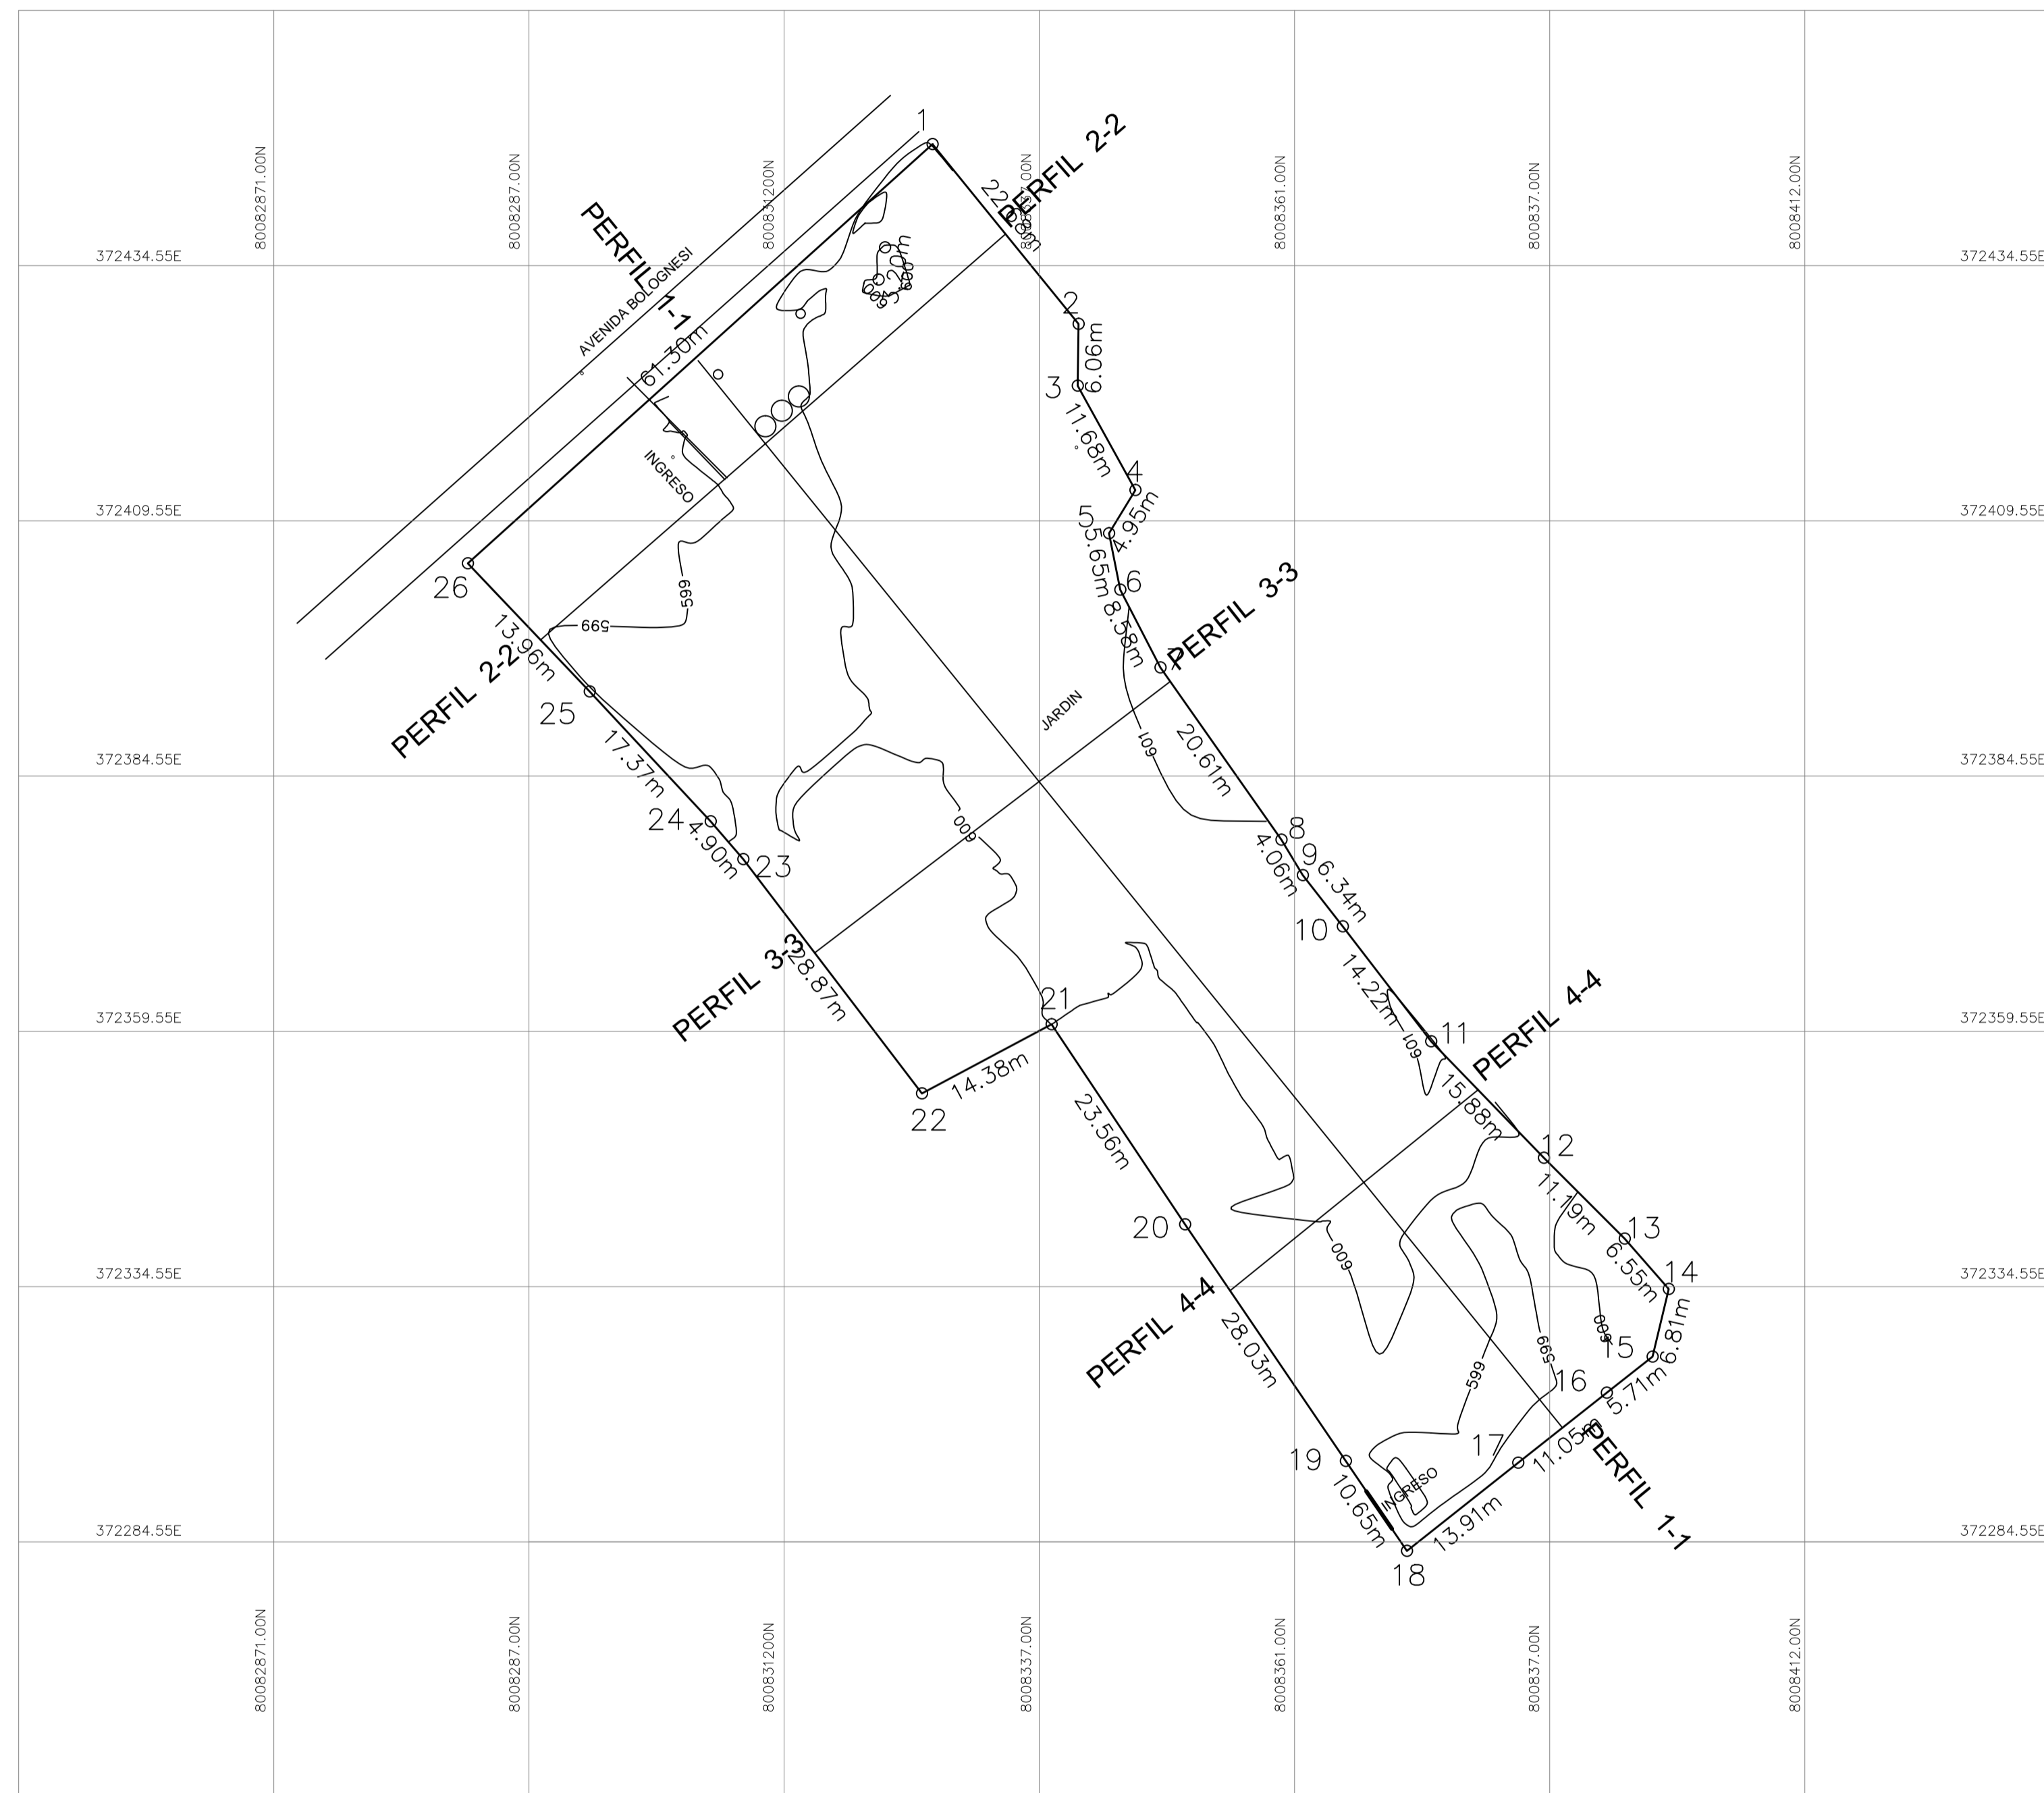 8008271.00N
8008287.00N
800831200N
8008337.00N
8008361.00N
800837.00N
8008412.00N
372434.55E
372434.55E
372409.55E
372409.55E
372384.55E
372384.55E
372359.55E
372359.55E
372334.55E
372334.55E
372284.55E
372284.55E
8008271.00N
8008287.00N
800831200N
8008337.00N
8008361.00N
800837.00N
8008412.00N
PERFIL 1-1
AVENIDA BOLOGNESI
61.30m
INGRESO
1
PERFIL 2-2
2
6.06m
3
11.68m
4
4.95m
5
5.65m
6
8.58m
7
PERFIL 3-3
JARDIN
20.61m
8
4.06m
9
6.34m
10
14.22m
11
PERFIL 4-4
15.88m
12
11.19m
13
6.55m
14
6.81m
15
5.71m
16
11.05m
PERFIL 1-1
17
13.91m
18
INGRESO
10.65m
19
28.03m
PERFIL 4-4
20
23.56m
21
14.38m
22
28.87m
PERFIL 3-3
23
4.90m
24
17.37m
25
13.96m
PERFIL 2-2
26
599
599
600
601
601
600
600
599
599